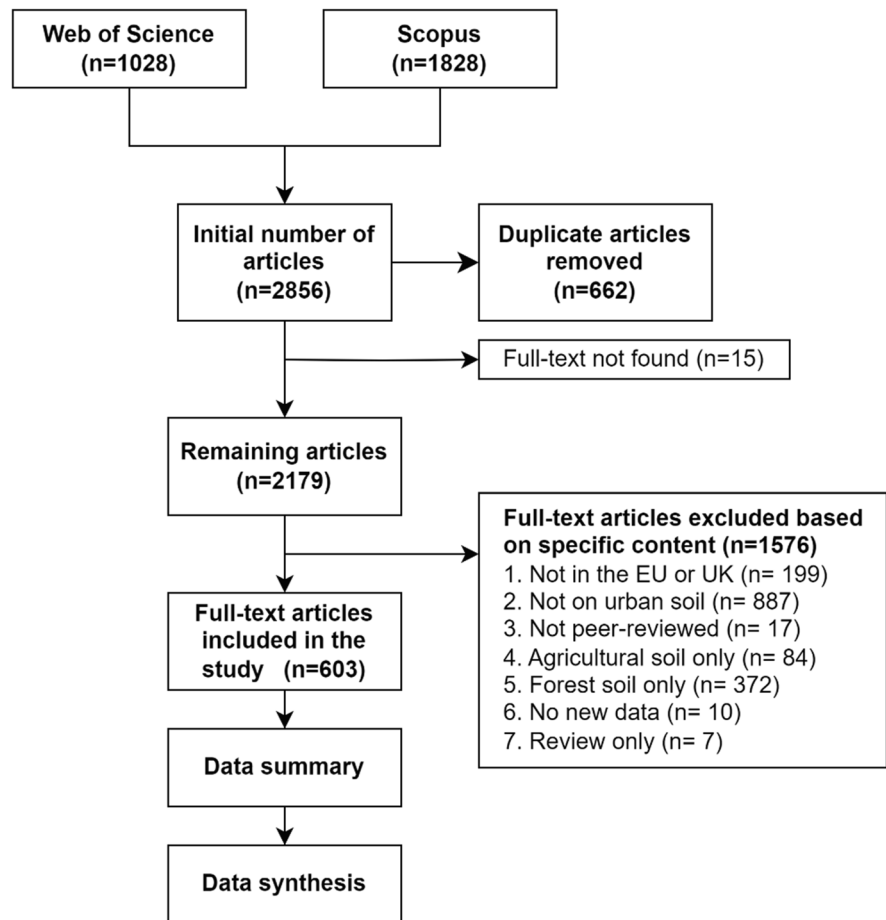 Web of Science
(n=1028)
Scopus
(n=1828)
Initial number of
articles
(n=2856)
Duplicate articles
removed
(n=662)
Full-text not found (n=15)
Remaining articles
(n=2179)
Full-text articles excluded based
on specific content (n=1576)
1. Not in the EU or UK (n= 199)
2. Not on urban soil (n= 887)
3. Not peer-reviewed (n= 17)
4. Agricultural soil only (n= 84)
5. Forest soil only (n= 372)
6. No new data (n= 10)
7. Review only (n= 7)
Full-text articles
included in the
study (n=603)
Data summary
Data synthesis